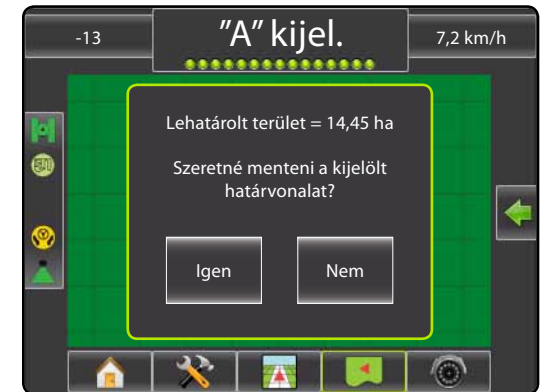 -13
"A" kijel.
7,2 km/h
Lehatárolt terület = 14,45 ha
Szeretné menteni a kijelölt
határvonalat?
Igen
Nem